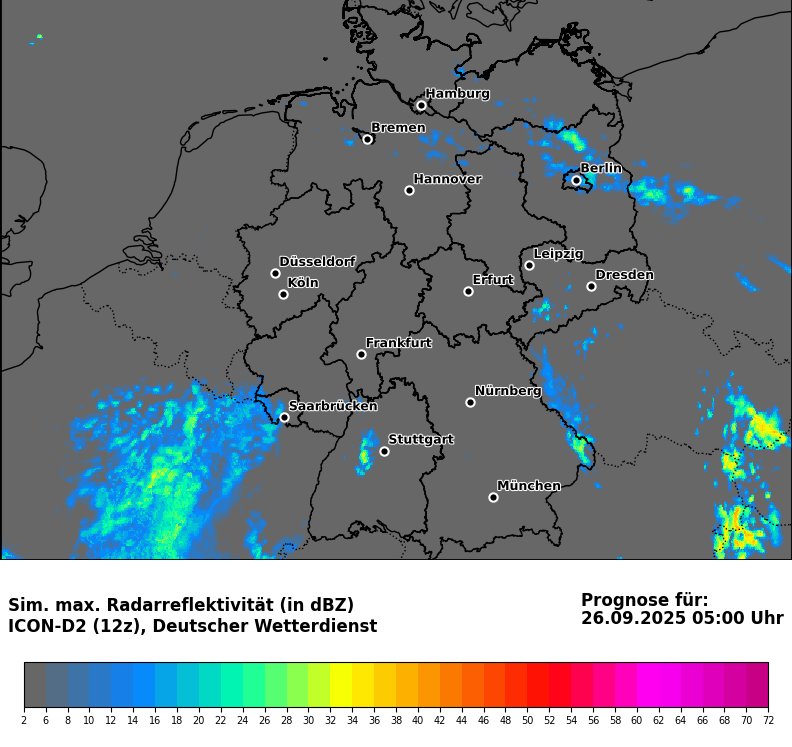 Hamburg
Bremen
Berlin
Hannover
Leipzig
Düsseldorf
Dresden
Köln
Erfurt
Frankfurt
Nürnberg
Saarbrücken
Stuttgart
München
Sim. max. Radarreflektivität (in dBZ)
ICON-D2 (12z), Deutscher Wetterdienst
Prognose für:
26.09.2025 05:00 Uhr
2 6 8 10 12 14 16 18 20 22 24 26 28 30 32 34 36 38 40 42 44 46 48 50 52 54 56 58 60 62 64 66 68 70 72